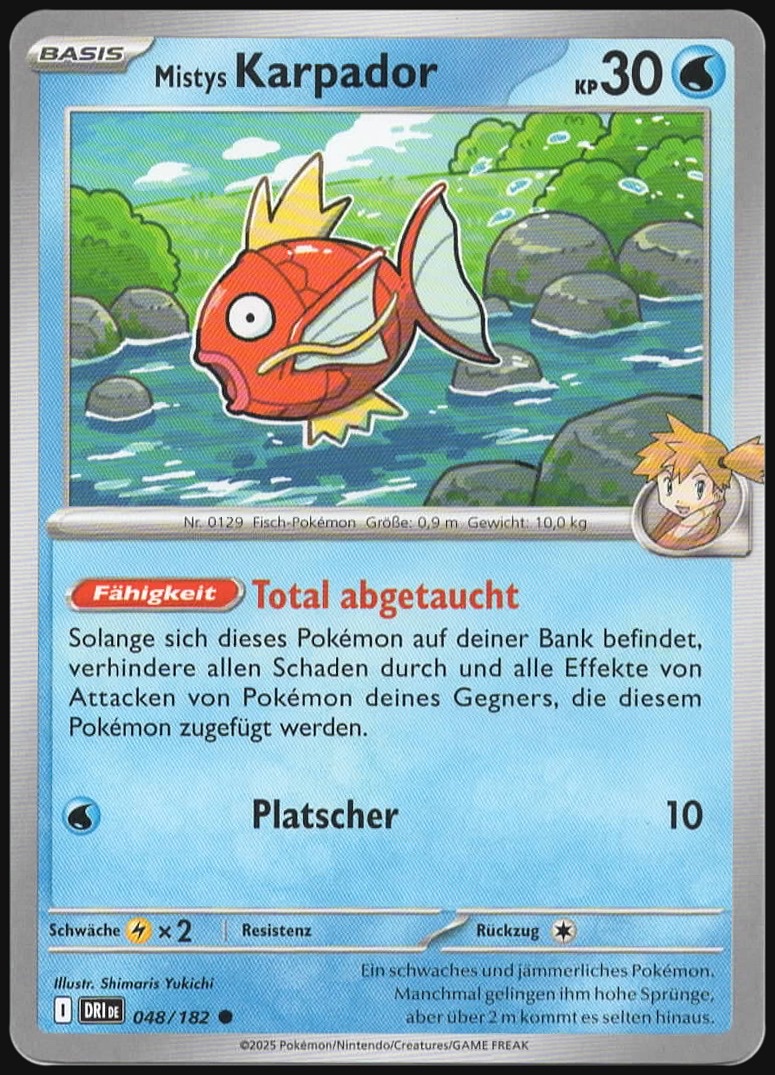 BASIS
Mistys Karpador
KP 30
Nr. 0129 Fisch-Pokémon Größe: 0,9 m Gewicht: 10,0 kg
Fähigkeit Total abgetaucht
Solange sich dieses Pokémon auf deiner Bank befindet,
verhindere allen Schaden durch und alle Effekte von
Attacken von Pokémon deines Gegners, die diesem
Pokémon zugefügt werden.
Platscher 10
Schwäche ×2 Resistenz Rückzug
Illustr. Shimaris Yukichi
Ein schwaches und jämmerliches Pokémon.
Manchmal gelingen ihm hohe Sprünge,
aber über 2 m kommt es selten hinaus.
I DRI DE 048/182
©2025 Pokémon/Nintendo/Creatures/GAME FREAK